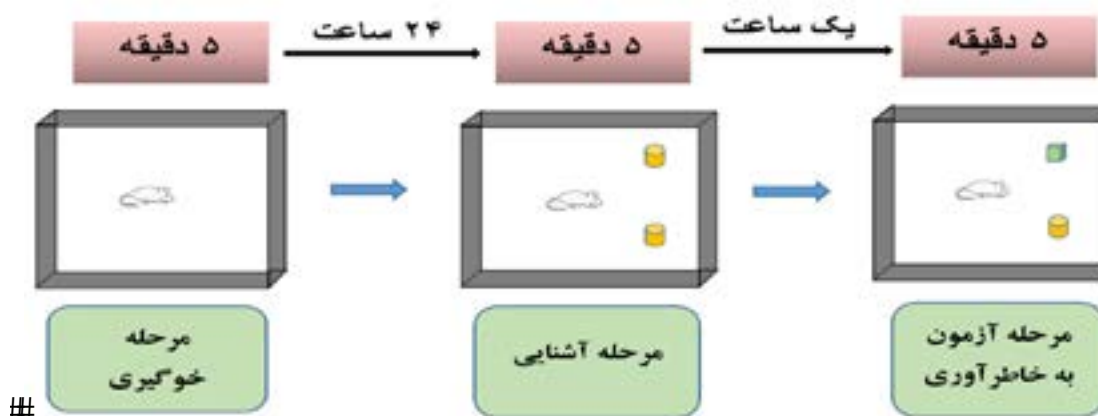 ۵ دقیقه
۲۴ ساعت
۵ دقیقه
یک ساعت
۵ دقیقه
مرحله
خوگیری
مرحله آشنایی
مرحله آزمون
به خاطرآوری
#